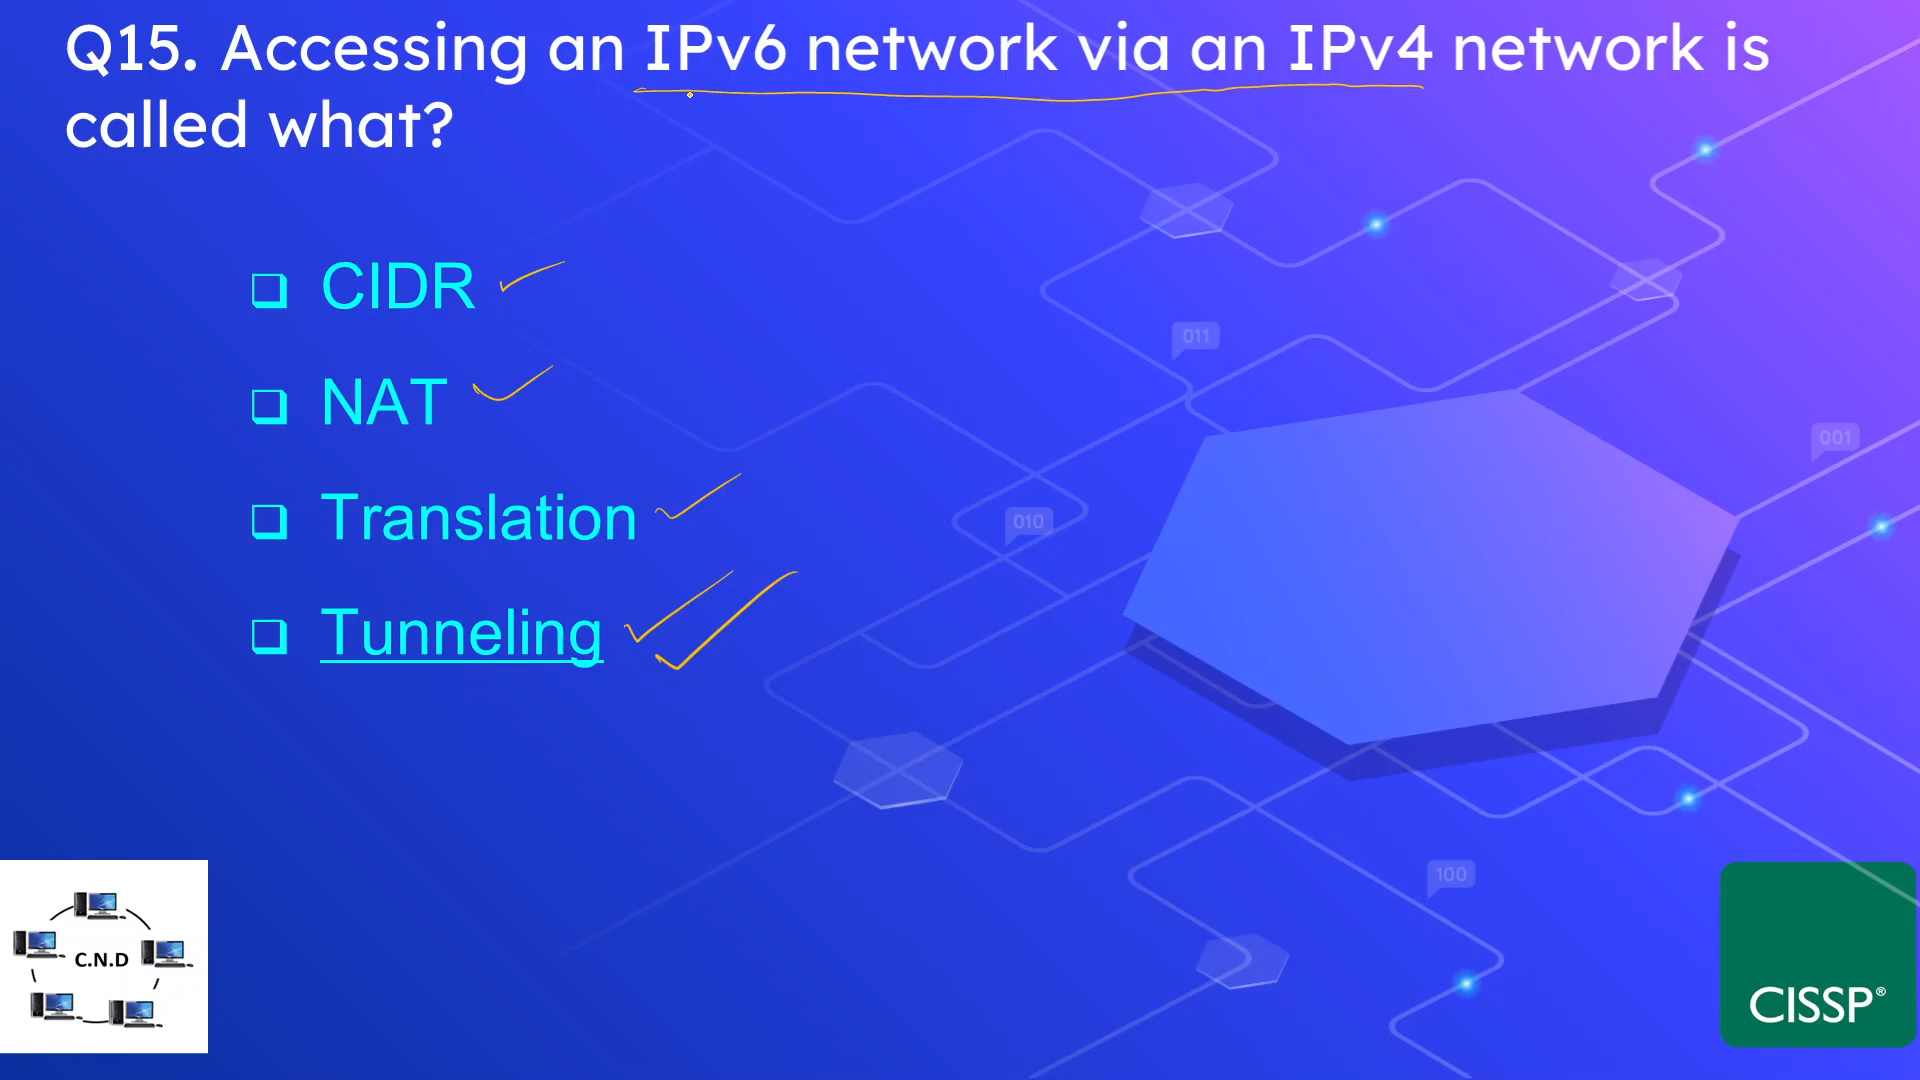 Q15. Accessing an IPv6 network via an IPv4 network is
called what?
CIDR
NAT
Translation
Tunneling
011
001
010
100
C.N.D
CISSP®